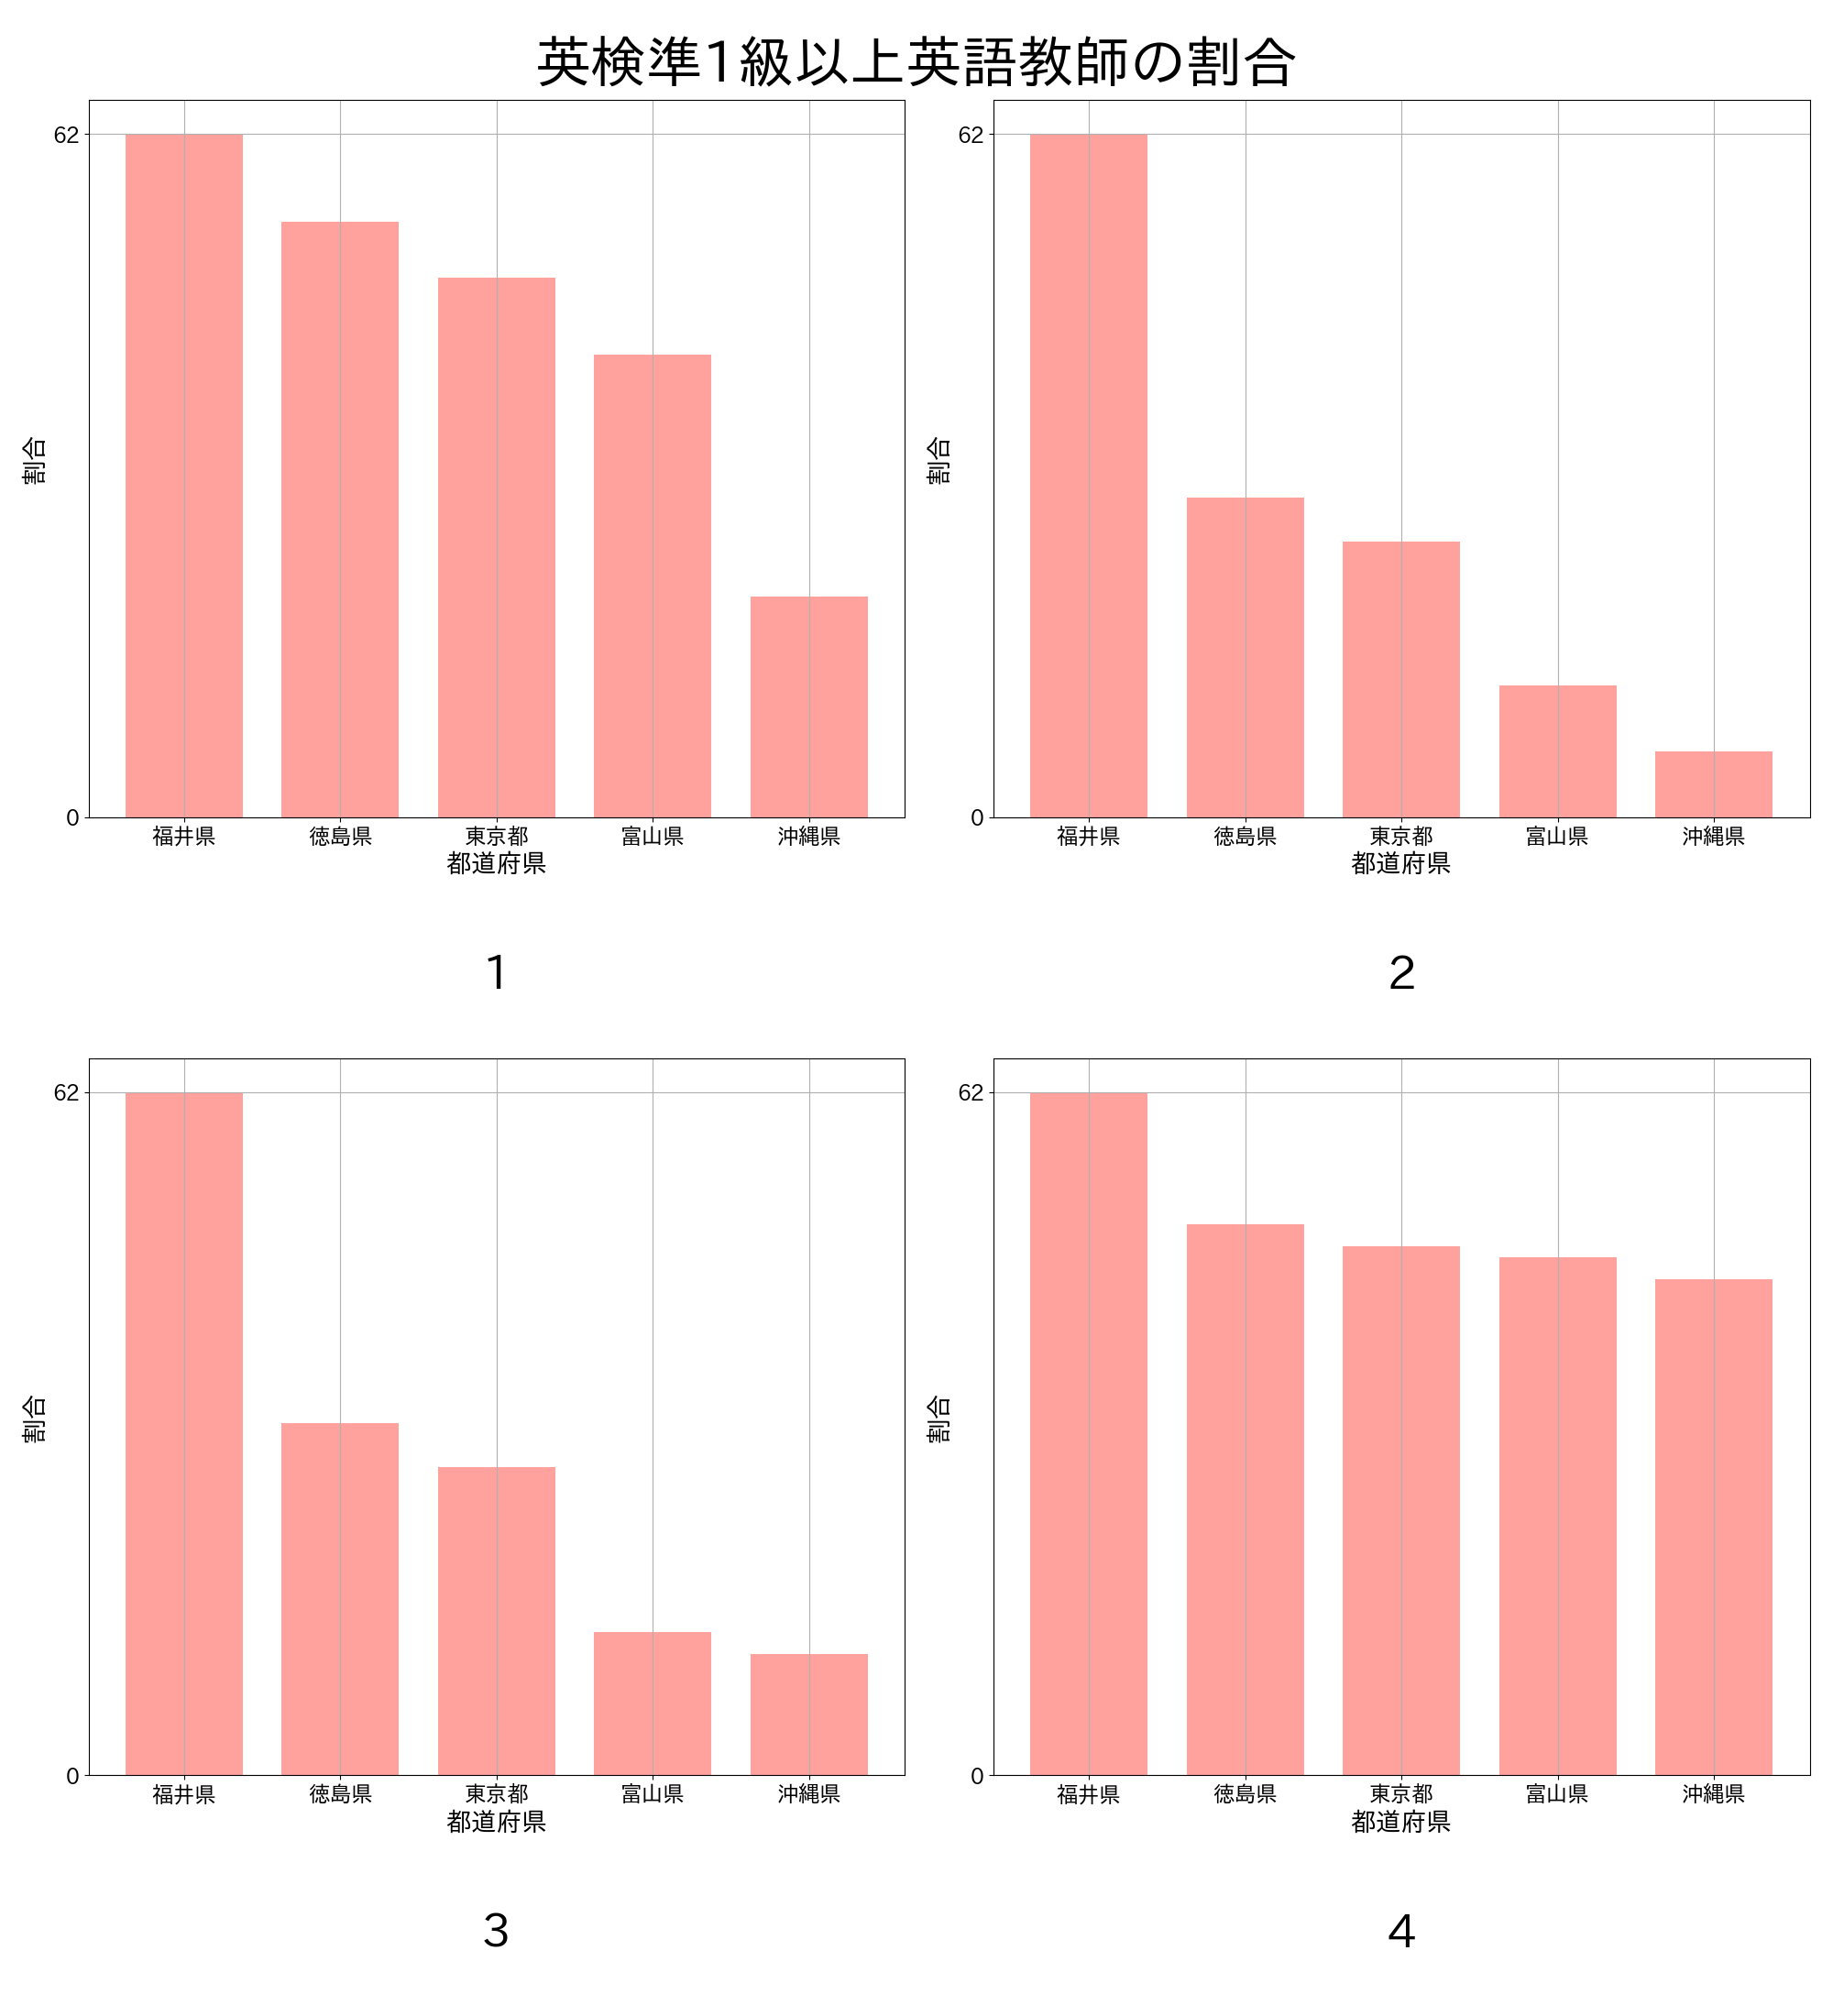 英検準1級以上英語教師の割合
62
0
割合
福井県 徳島県 東京都 富山県 沖縄県
都道府県
1
62
0
割合
福井県 徳島県 東京都 富山県 沖縄県
都道府県
2
62
0
割合
福井県 徳島県 東京都 富山県 沖縄県
都道府県
3
62
0
割合
福井県 徳島県 東京都 富山県 沖縄県
都道府県
4